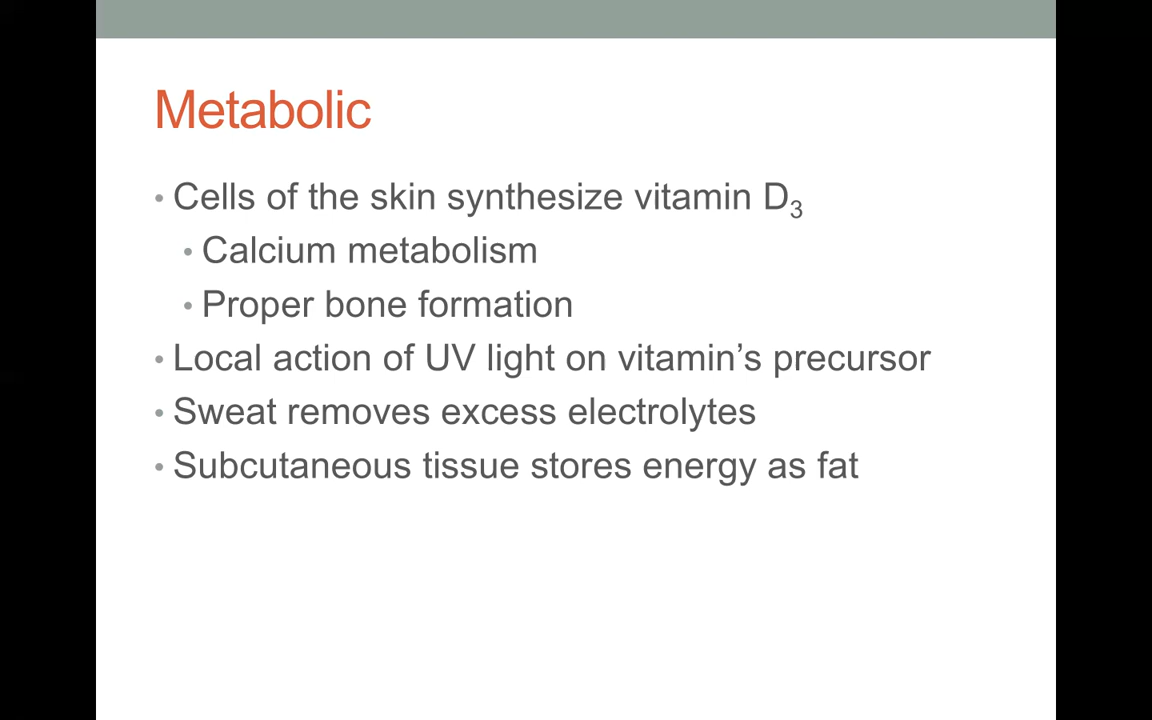 Metabolic
• Cells of the skin synthesize vitamin D₃
• Calcium metabolism
• Proper bone formation
• Local action of UV light on vitamin’s precursor
• Sweat removes excess electrolytes
• Subcutaneous tissue stores energy as fat